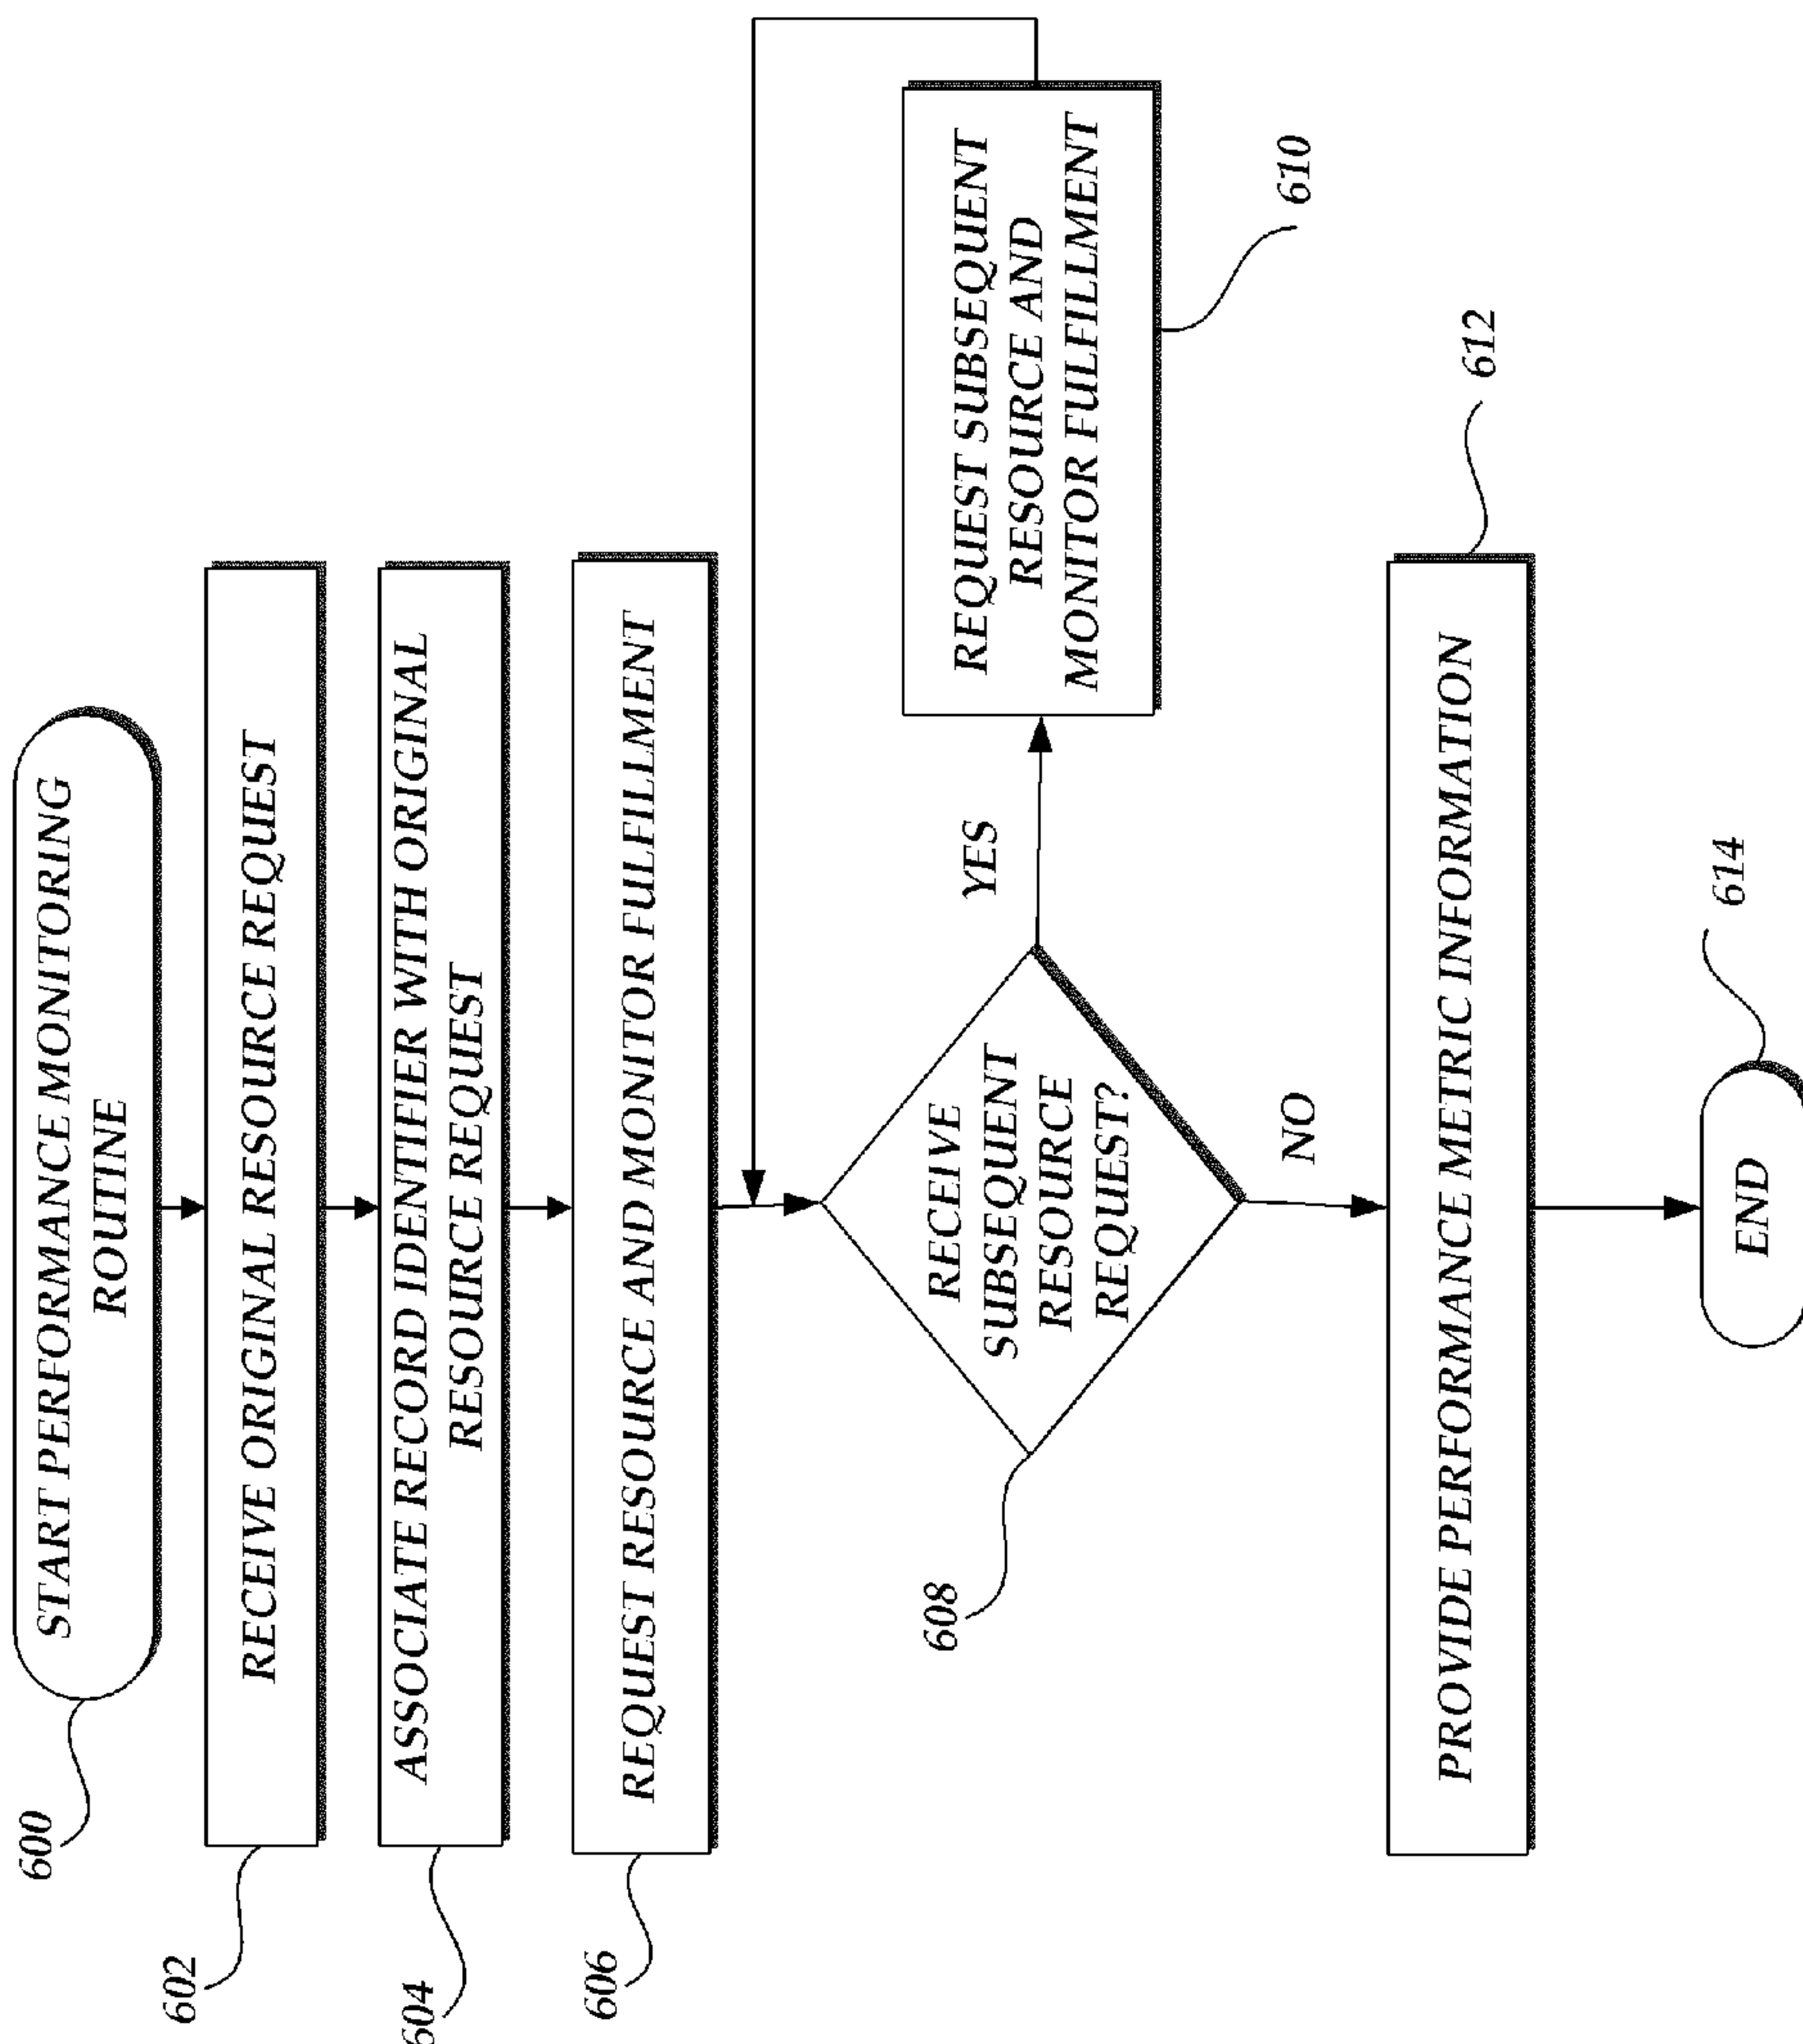 600
START PERFORMANCE MONITORING
ROUTINE
602
RECEIVE ORIGINAL RESOURCE REQUEST
604
ASSOCIATE RECORD IDENTIFIER WITH ORIGINAL
RESOURCE REQUEST
606
REQUEST RESOURCE AND MONITOR FULFILLMENT
608
RECEIVE
SUBSEQUENT
RESOURCE
REQUEST?
YES
REQUEST SUBSEQUENT
RESOURCE AND
MONITOR FULFILLMENT
610
NO
PROVIDE PERFORMANCE METRIC INFORMATION
612
END
614